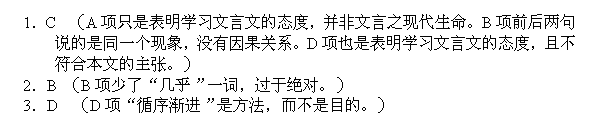 1．C （A 项只是表明学习文言文的态度，并非文言之现代生命。B 项前后两句
说的是同一个现象，没有因果关系。D 项也是表明学习文言文的态度，且不
符合本文的主张。）
2．B （B 项少了“几乎”一词，过于绝对。）
3．D （D 项“循序渐进”是方法，而不是目的。）